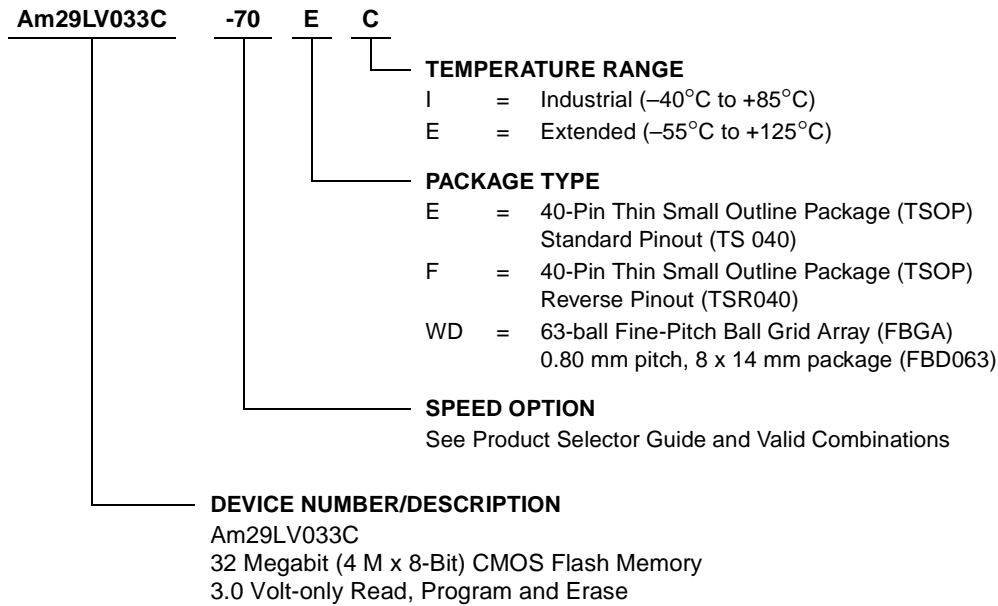 Am29LV033C -70 E C
TEMPERATURE RANGE
I = Industrial (–40°C to +85°C)
E = Extended (–55°C to +125°C)
PACKAGE TYPE
E = 40-Pin Thin Small Outline Package (TSOP)
Standard Pinout (TS 040)
F = 40-Pin Thin Small Outline Package (TSOP)
Reverse Pinout (TSR040)
WD = 63-ball Fine-Pitch Ball Grid Array (FBGA)
0.80 mm pitch, 8 x 14 mm package (FBD063)
SPEED OPTION
See Product Selector Guide and Valid Combinations
DEVICE NUMBER/DESCRIPTION
Am29LV033C
32 Megabit (4 M x 8-Bit) CMOS Flash Memory
3.0 Volt-only Read, Program and Erase